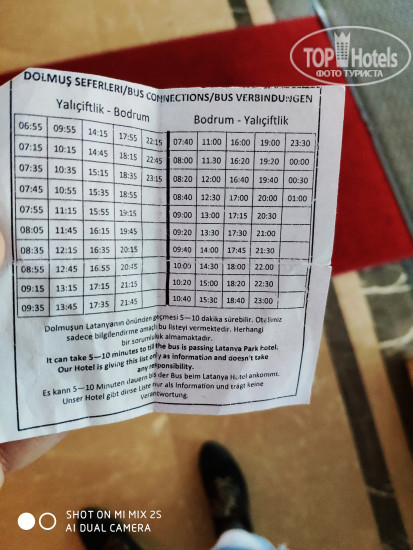 TOP Hotels
ФОТО ТУРИСТА
DOLMUŞ SEFERLERİ/BUS CONNECTIONS/BUS VERBINDUNGEN
Yalıçiftlik - Bodrum
06:55 09:55 14:15 17:55 22:15
07:15 10:15 14:45 18:15 22:45
07:35 10:35 15:15 18:35 23:15
07:45 10:55 15:35 18:55
07:55 11:15 15:55 19:15
08:05 11:45 16:15 19:45
08:35 12:15 16:35 20:15
08:55 12:45 16:55 20:45
09:15 13:15 17:15 21:15
09:35 13:45 17:35 21:45
Bodrum - Yalıçiftlik
07:40 11:00 16:00 19:00 23:30
08:00 11:30 16:20 19:20 00:00
08:20 12:00 16:40 19:40 00:30
08:40 12:30 17:00 20:00 01:00
09:00 13:00 17:15 20:30
09:20 13:30 17:30 21:00
09:40 14:00 17:45 21:30
10:00 14:30 18:00 22:00
10:20 15:00 18:20 22:30
10:40 15:30 18:40 23:00
Dolmuşun Latanyanın önünden geçmesi 5—10 dakika sürebilir. Otelimiz
sadece bilgilendirme amaçlı bu listeyi vermektedir. Herhangi
bir sorumluluk almamaktadır.
It can take 5—10 minutes to till the bus is passing Latanya Park hotel.
Our Hotel is giving this list only as information and doesn't take
any responsibility.
Es kann 5—10 Minuten dauern bis der Bus beim Latanya Hotel ankommt.
Unser Hotel gibt dirse Liste nur als Information und trägt keine
verantwortung.
SHOT ON MI MIX 2S
AI DUAL CAMERA